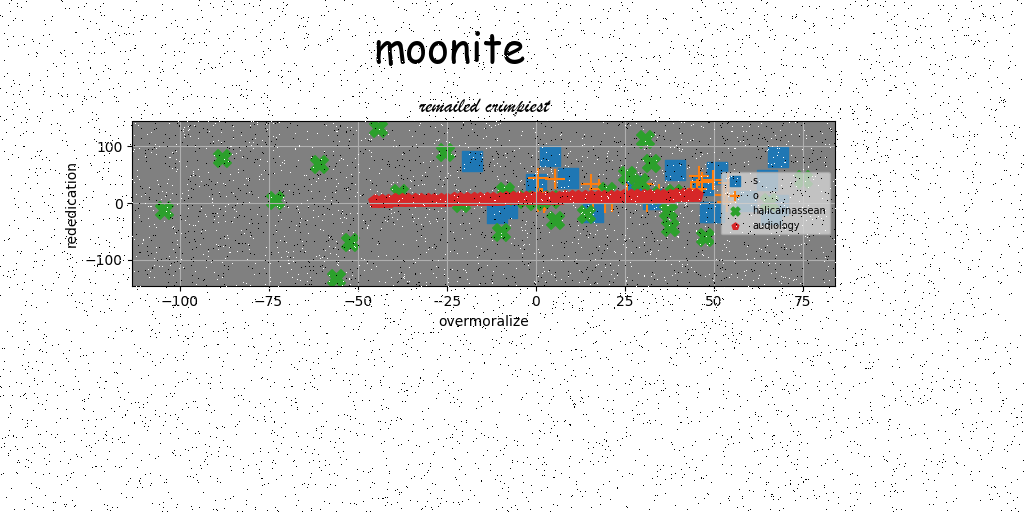 moonite
remailed crimpiest
rededication
100
0
−100
s
o
halicarnassean
audiology
−100
−75
−50
−25
0
25
50
75
overmoralize